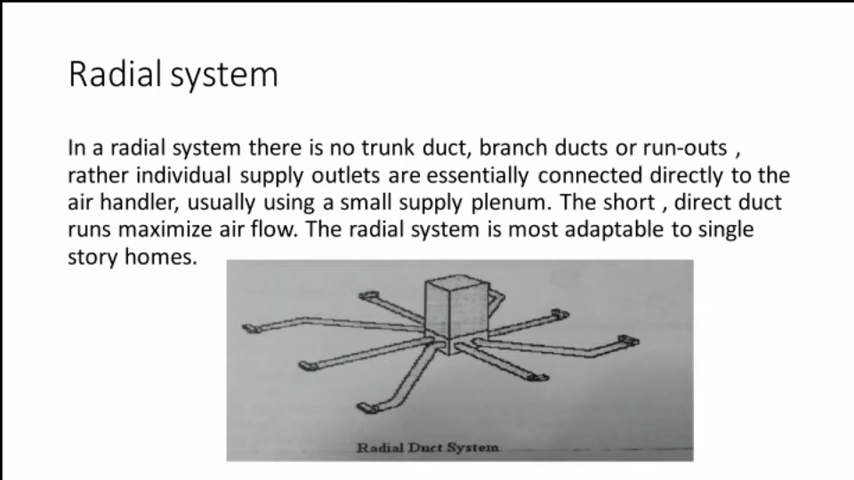 Radial system
In a radial system there is no trunk duct, branch ducts or run-outs ,
rather individual supply outlets are essentially connected directly to the
air handler, usually using a small supply plenum. The short , direct duct
runs maximize air flow. The radial system is most adaptable to single
story homes.
Radial Duct System